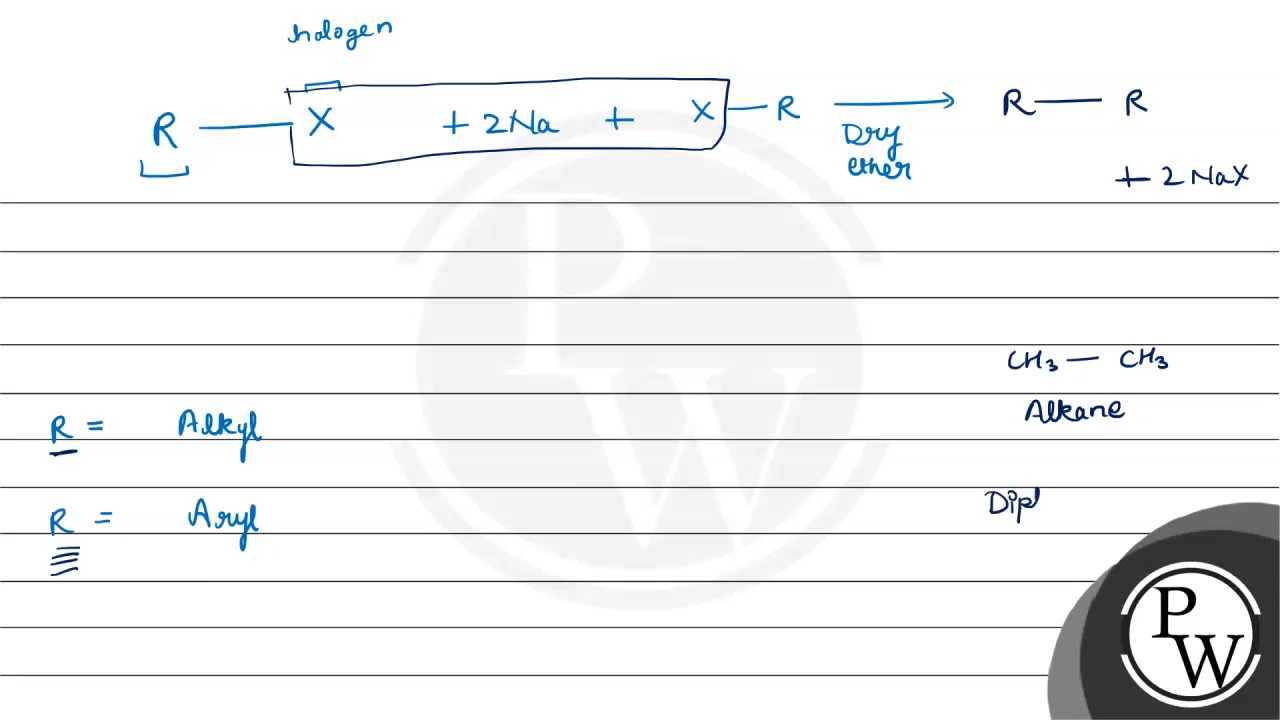 halogen
R — X + 2Na + X — R → R — R
Dry
ether
+ 2NaX
CH₃ — CH₃
Alkane
R = Alkyl
R = Aryl
Dip
P
W
P
W